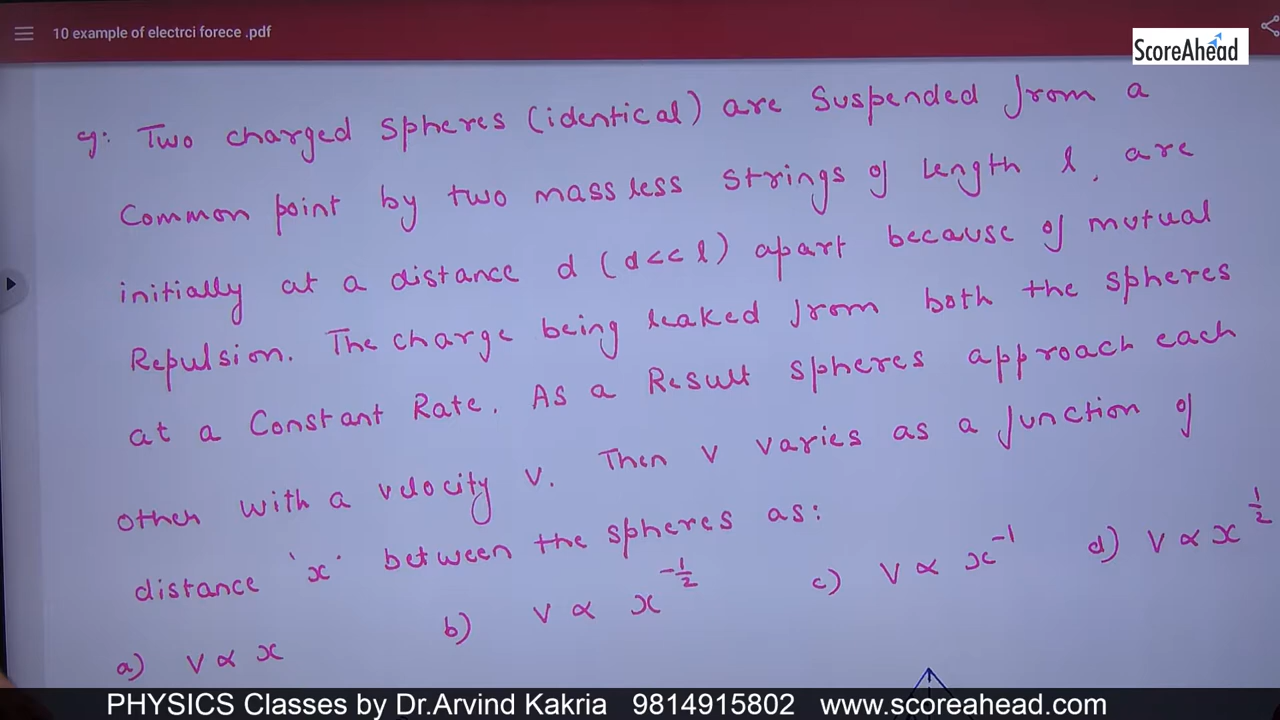 10 example of electrci forece .pdf
ScoreAhead
g: Two charged spheres (identical) are suspended from a
Common point by two massless strings of length l, are
initially at a distance d (d<<l) apart because of mutual
Repulsion. The charge being leaked from both the spheres
at a Constant Rate. As a Result spheres approach each
other with a velocity v. Then v varies as a function of
distance 'x' between the spheres as:
a) v ∝ x b) v ∝ x^-1/2 c) v ∝ x^-1 d) v ∝ x^1/2
PHYSICS Classes by Dr.Arvind Kakria 9814915802 www.scoreahead.com